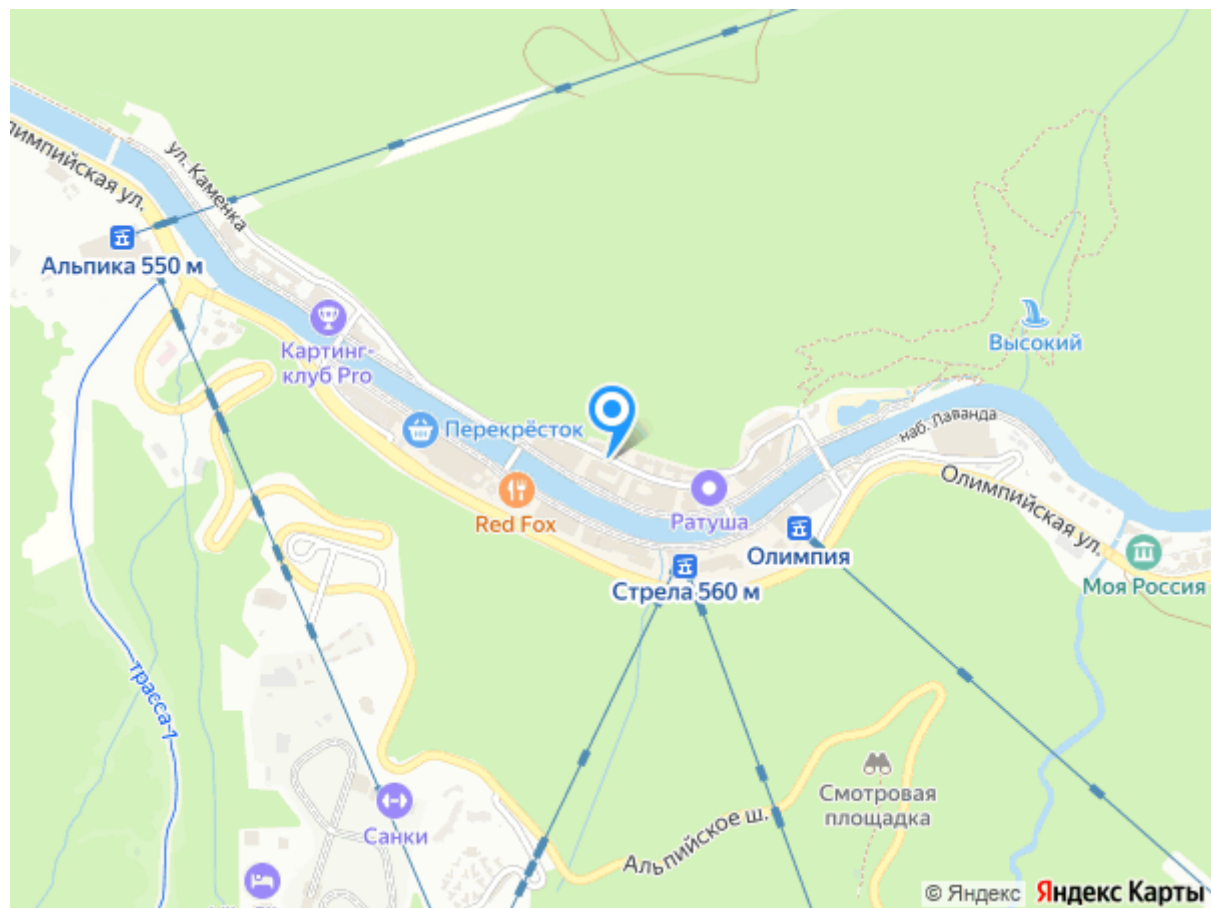 Олимпийская ул.
ул. Каменка
Альпика 550 м
Высокий
Картинг-
клуб Pro
наб. Лаванда
Перекрёсток
Олимпийская ул.
Ратуша
Red Fox
Олимпия
Моя Россия
Стрела 560 м
трасса 1
Смотровая
площадка
Санки
Альпийское ш.
© Яндекс Яндекс Карты